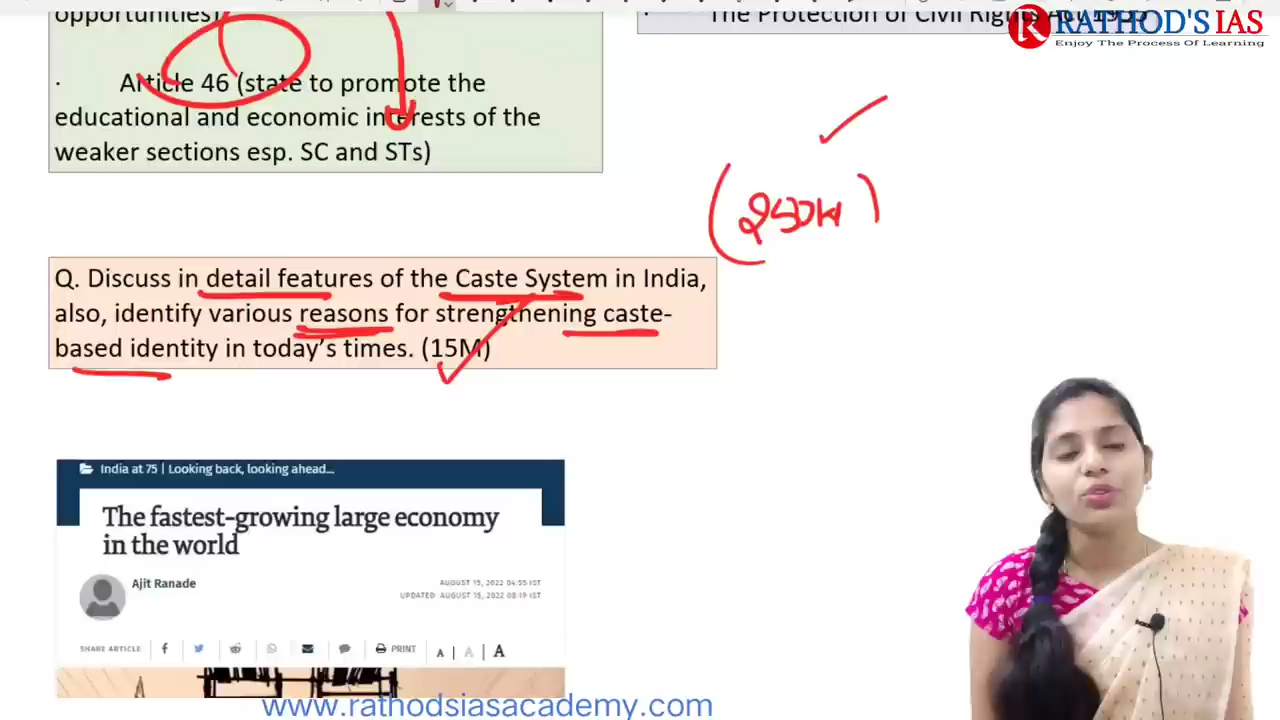 opportunities)
· The Protection of Civil Rights Act 1955
RATHOD'S IAS
Enjoy The Process Of Learning
· Article 46 (state to promote the
educational and economic interests of the
weaker sections esp. SC and STs)
(250W)
Q. Discuss in detail features of the Caste System in India,
also, identify various reasons for strengthening caste-
based identity in today's times. (15M)
India at 75 | Looking back, looking ahead...
The fastest-growing large economy
in the world
Ajit Ranade
AUGUST 15, 2022 04:55 IST
UPDATED: AUGUST 15, 2022 08:19 IST
SHARE ARTICLE
PRINT A | A | A
www.rathodsiasacademy.com